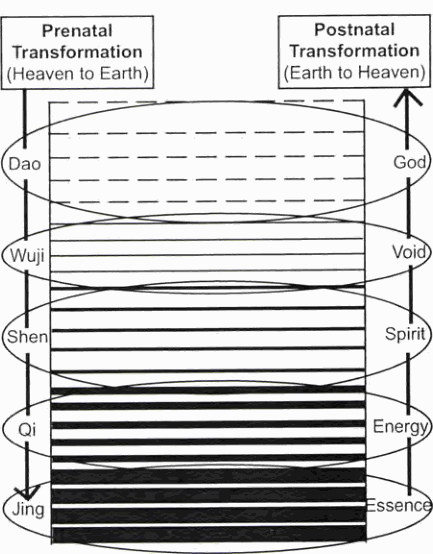 Prenatal
Transformation
(Heaven to Earth)
Postnatal
Transformation
(Earth to Heaven)
Dao
God
Wuji
Void
Shen
Spirit
Qi
Energy
Jing
Essence